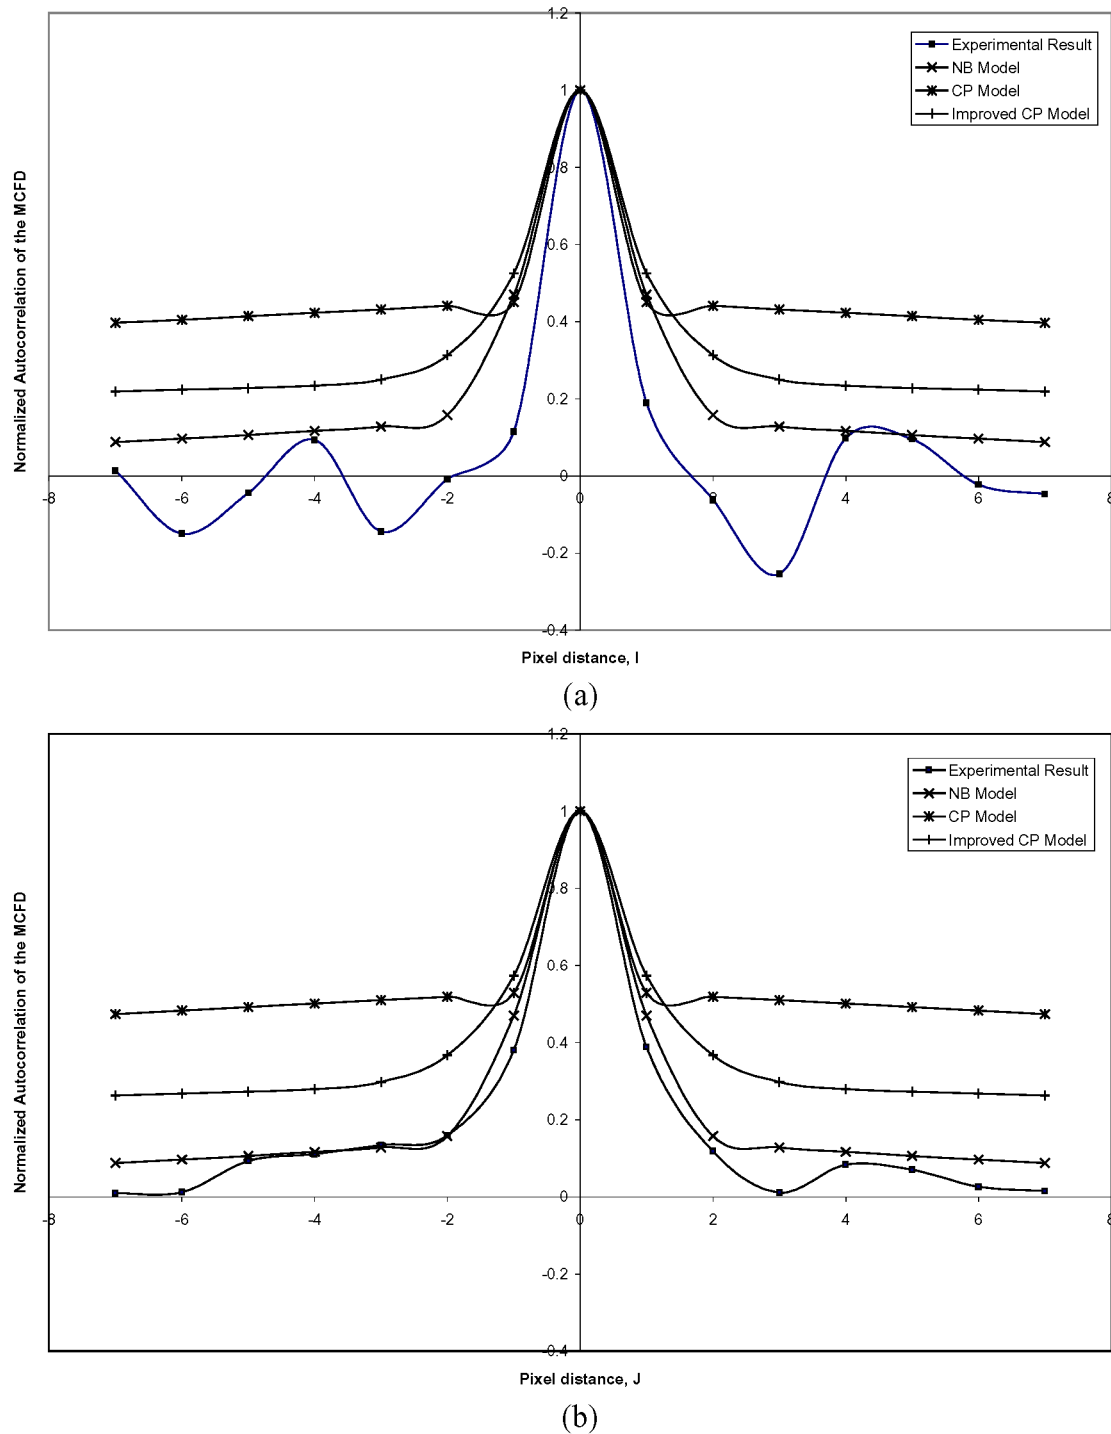 1.2
Experimental Result
NB Model
CP Model
Improved CP Model
1
0.8
0.6
0.4
0.2
0
-8 -6 -4 -2 0 2 4 6 8
-0.2
-0.4
Normalized Autocorrelation of the MCFD
Pixel distance, I
(a)
1.2
Experimental Result
NB Model
CP Model
Improved CP Model
1
0.8
0.6
0.4
0.2
0
-8 -6 -4 -2 0 2 4 6 8
-0.2
-0.4
Normalized Autocorrelation of the MCFD
Pixel distance, J
(b)